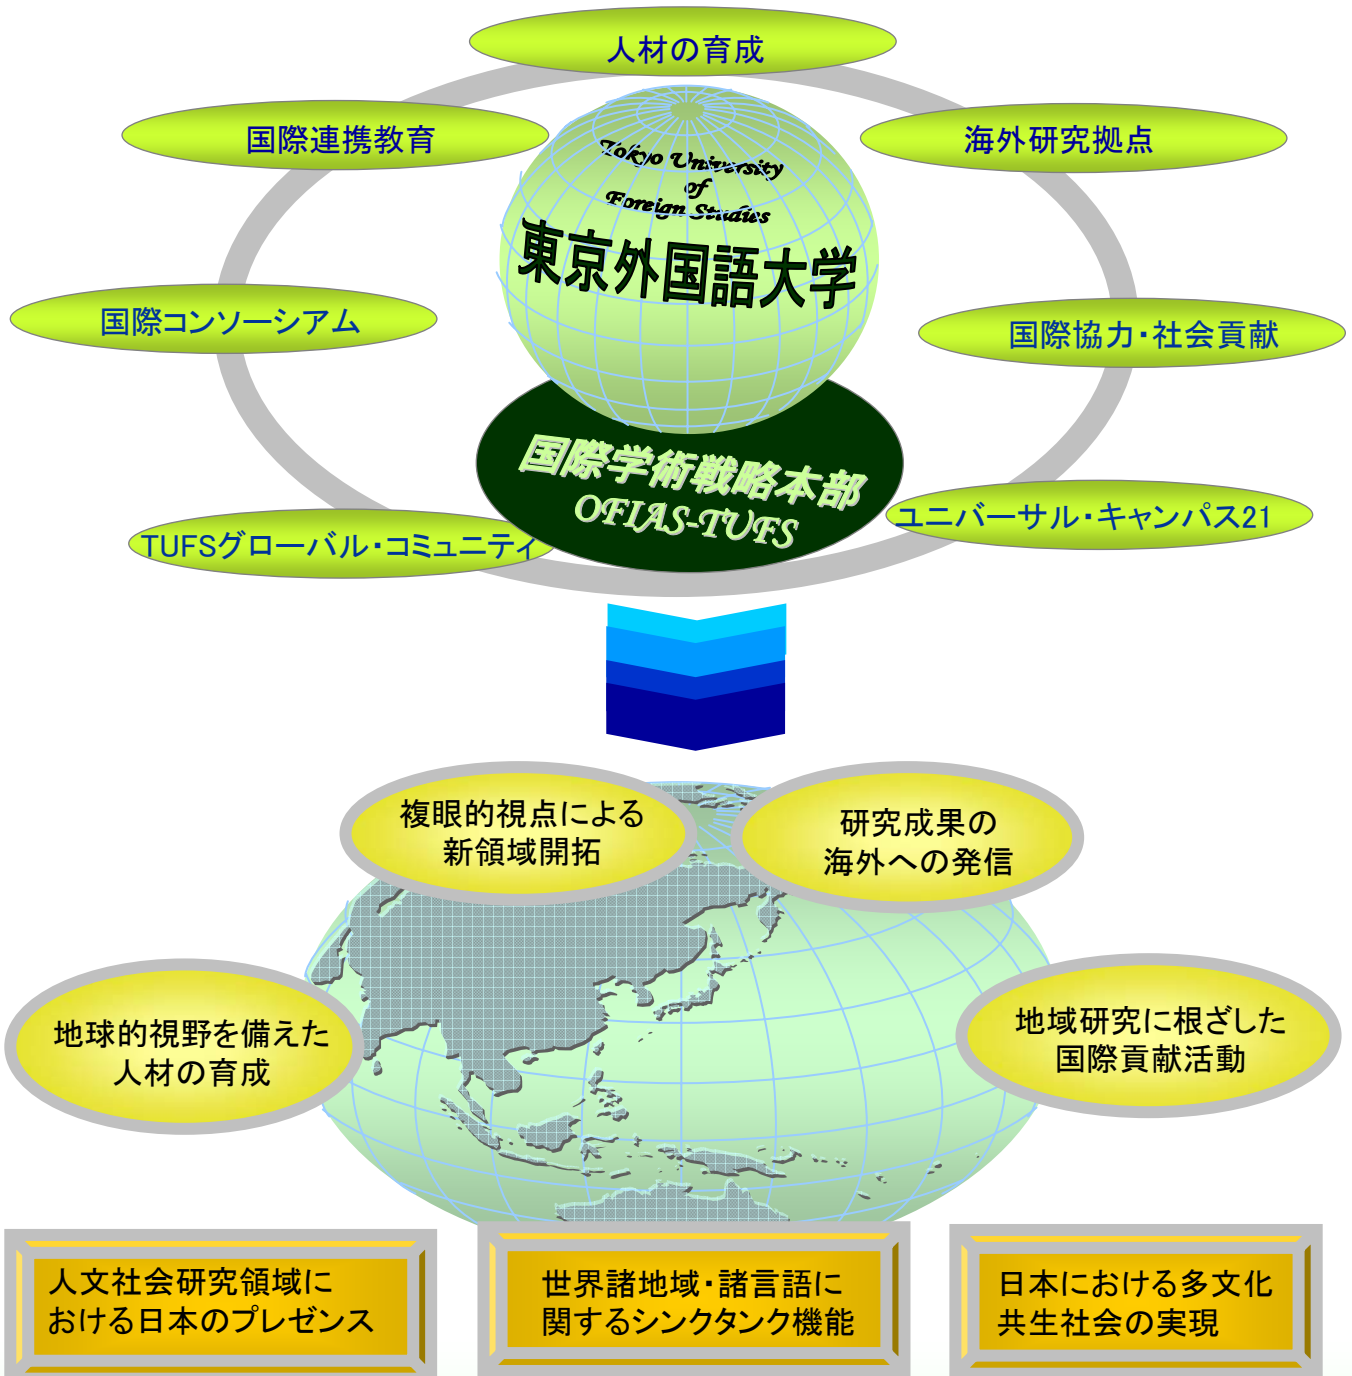 人材の育成
国際連携教育
海外研究拠点
Tokyo University
of
Foreign Studies
東京外国語大学
国際コンソーシアム
国際協力・社会貢献
国際学術戦略本部
OFIAS-TUFS
ユニバーサル・キャンパス21
TUFSグローバル・コミュニティ
複眼的視点による
新領域開拓
研究成果の
海外への発信
地球的視野を備えた
人材の育成
地域研究に根ざした
国際貢献活動
人文社会研究領域に
おける日本のプレゼンス
世界諸地域・諸言語に
関するシンクタンク機能
日本における多文化
共生社会の実現